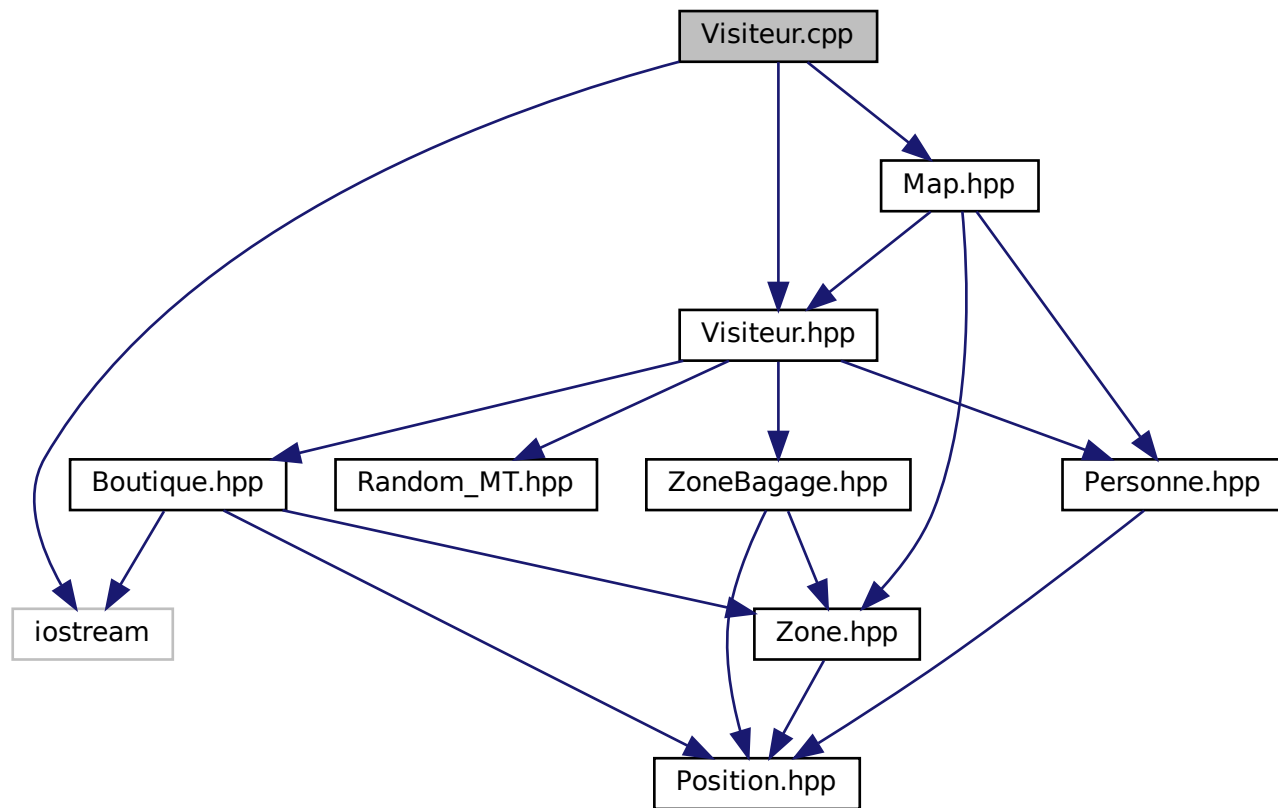 Visiteur.cpp
Map.hpp
Visiteur.hpp
Boutique.hpp
Random_MT.hpp
ZoneBagage.hpp
Personne.hpp
iostream
Zone.hpp
Position.hpp